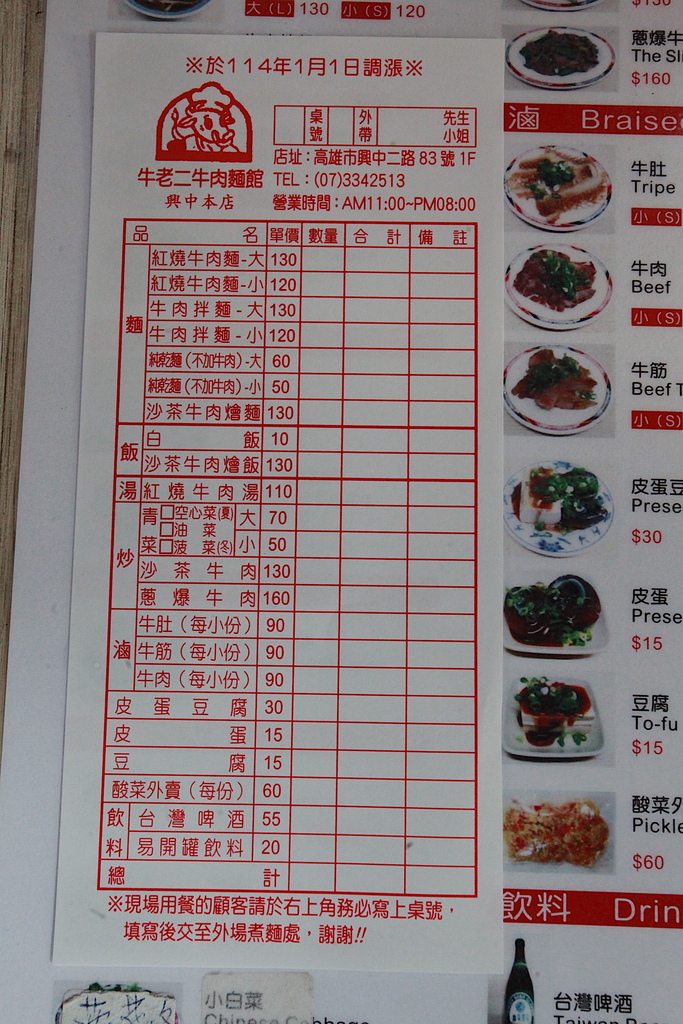 大(L) 130 小(S) 120
※於114年1月1日調漲※
桌號 外帶 先生 小姐
牛老二牛肉麵館
興中本店
店址：高雄市興中二路 83 號 1F
TEL：(07)3342513
營業時間：AM11:00~PM08:00
品名 單價 數量 合計 備註
麵
紅燒牛肉麵-大 130
紅燒牛肉麵-小 120
牛肉拌麵-大 130
牛肉拌麵-小 120
純乾麵(不加牛肉)-大 60
純乾麵(不加牛肉)-小 50
沙茶牛肉燴麵 130
飯
白飯 10
沙茶牛肉燴飯 130
湯 紅燒牛肉湯 110
炒
青菜 □空心菜(夏) □油菜 □菠菜(冬)
大 70
小 50
沙茶牛肉 130
蔥爆牛肉 160
滷
牛肚(每小份) 90
牛筋(每小份) 90
牛肉(每小份) 90
皮蛋豆腐 30
皮蛋 15
豆腐 15
酸菜外賣(每份) 60
飲料
台灣啤酒 55
易開罐飲料 20
總計
※現場用餐的顧客請於右上角務必寫上桌號，
填寫後交至外場煮麵處，謝謝!!
蔥爆牛
$160
滷 Braise
牛肚
Tripe
小(S)
牛肉
Beef
小(S)
牛筋
Beef T
小(S)
皮蛋豆
Prese
$30
皮蛋
Prese
$15
豆腐
To-fu
$15
酸菜外
Pickle
$60
飲料 Drin
台灣啤酒
小白菜